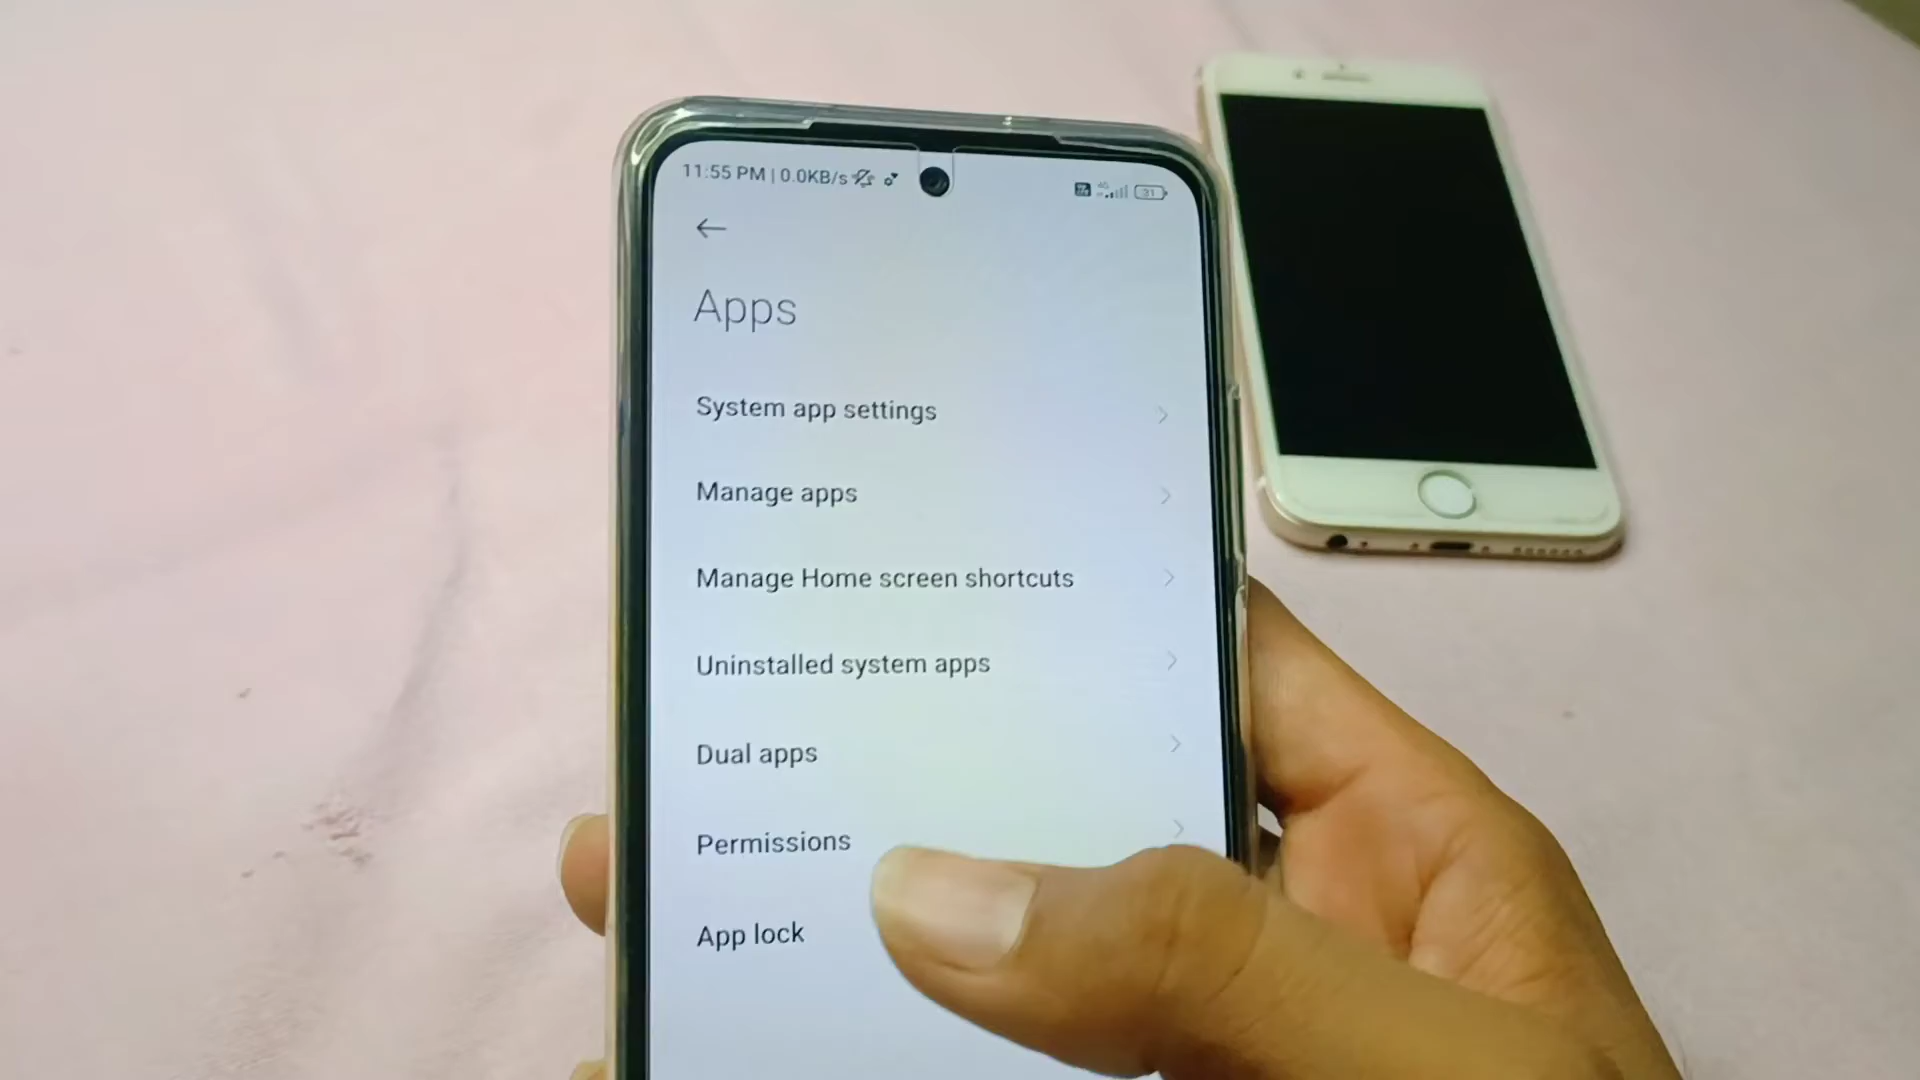 11:55 PM | 0.0KB/s
31
Apps
System app settings
Manage apps
Manage Home screen shortcuts
Uninstalled system apps
Dual apps
Permissions
App lock